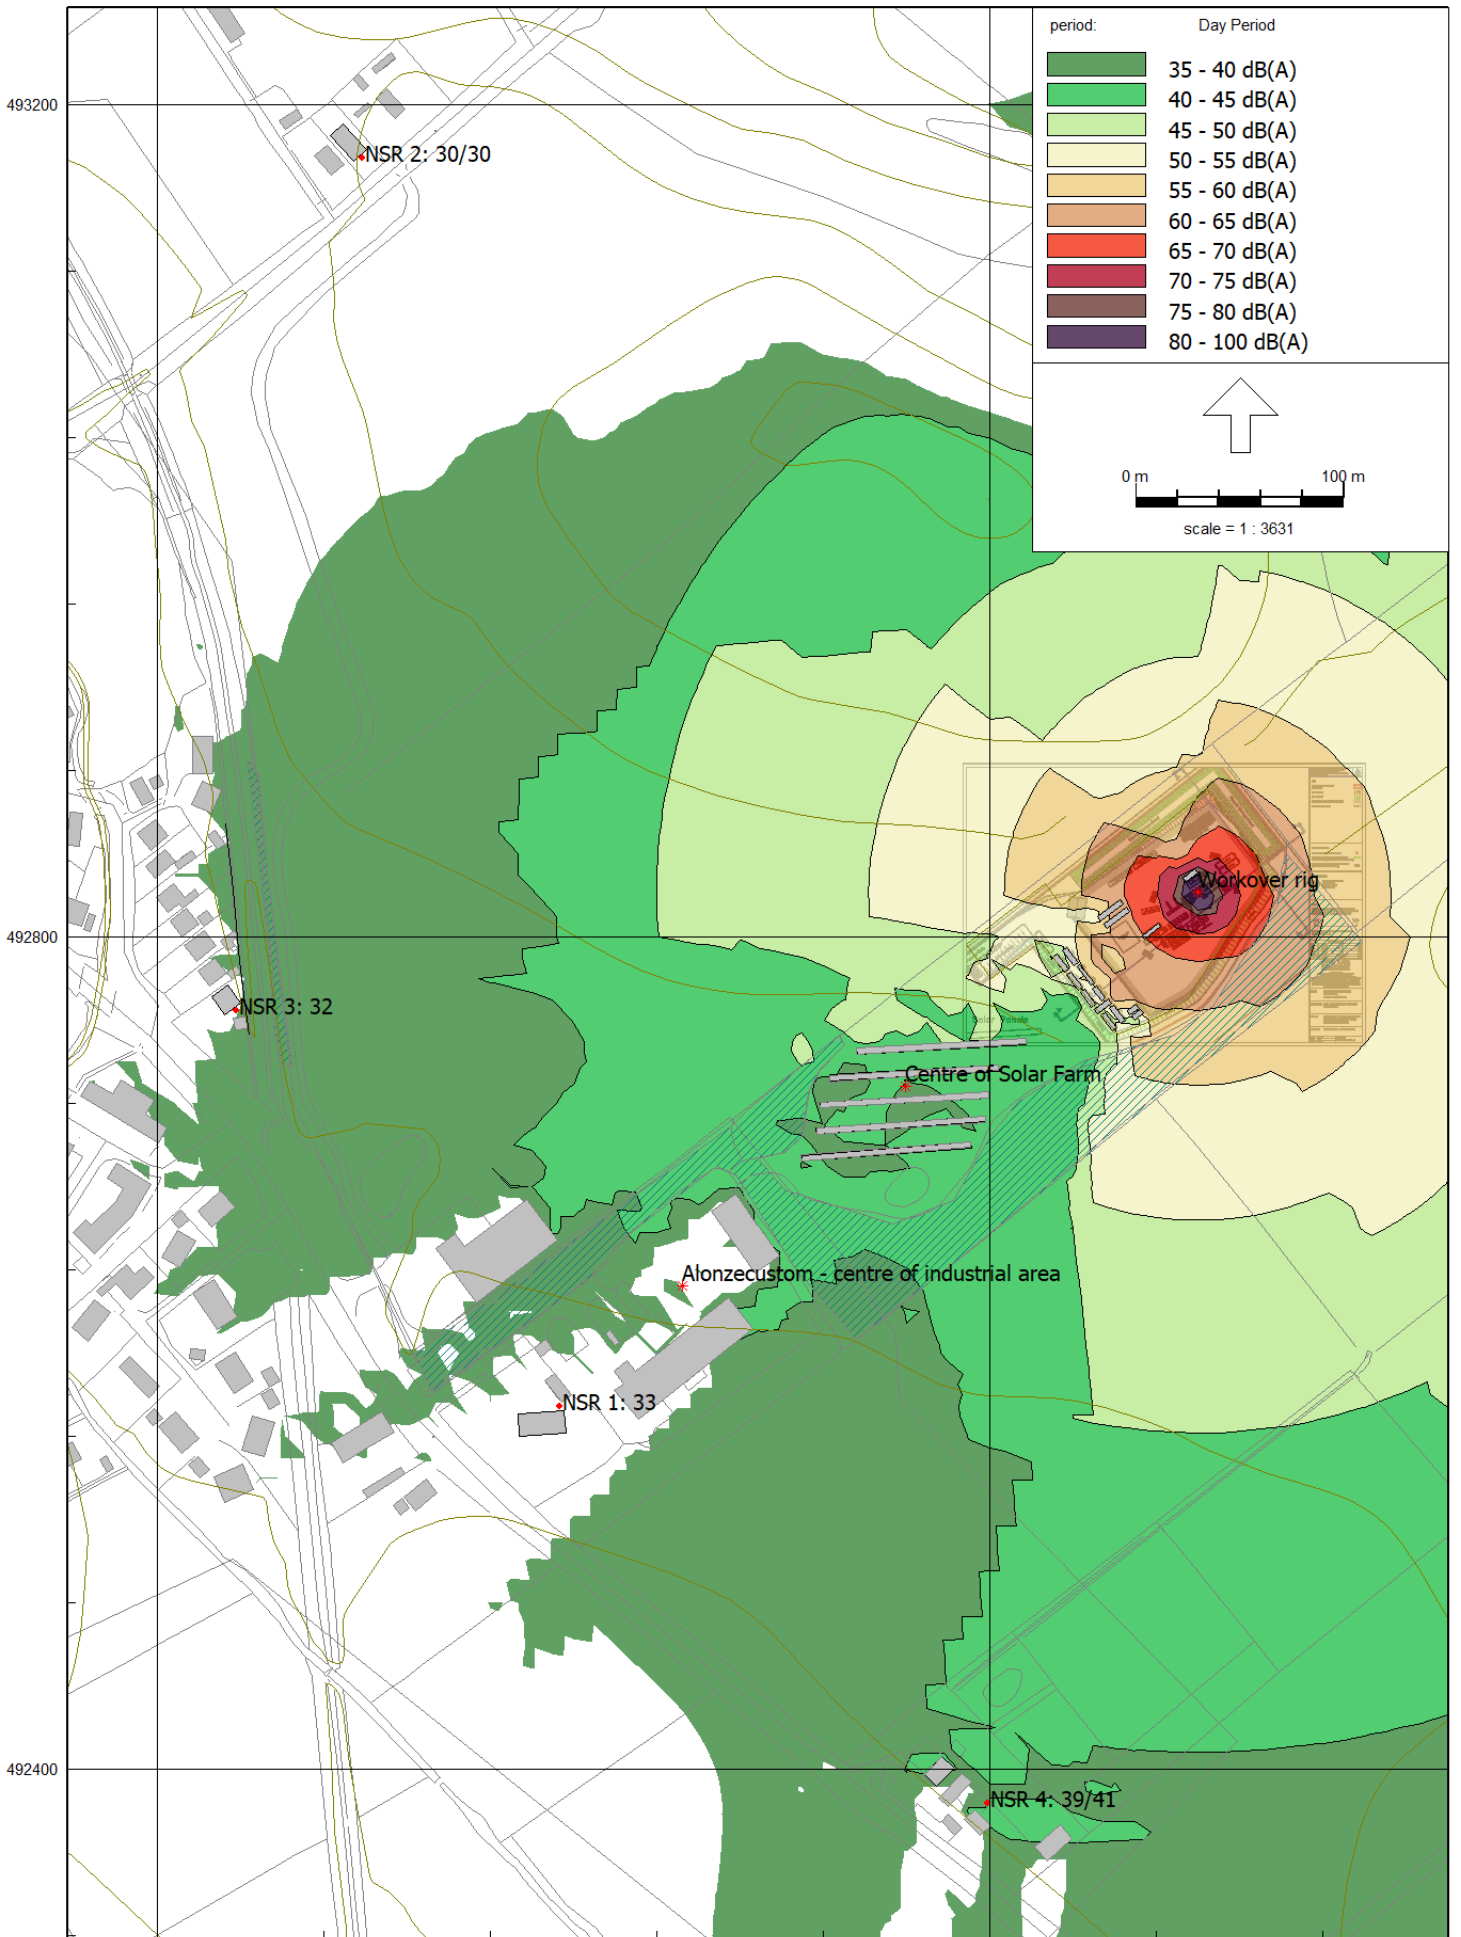 period: Day Period
35 - 40 dB(A)
40 - 45 dB(A)
45 - 50 dB(A)
50 - 55 dB(A)
55 - 60 dB(A)
60 - 65 dB(A)
65 - 70 dB(A)
70 - 75 dB(A)
75 - 80 dB(A)
80 - 100 dB(A)
0 m 100 m
scale = 1 : 3631
493200
NSR 2: 30/30
Workover rig
492800
NSR 3: 32
Solar Panels
Centre of Solar Farm
Alonzecustom - centre of industrial area
NSR 1: 33
492400
NSR 4: 39/41